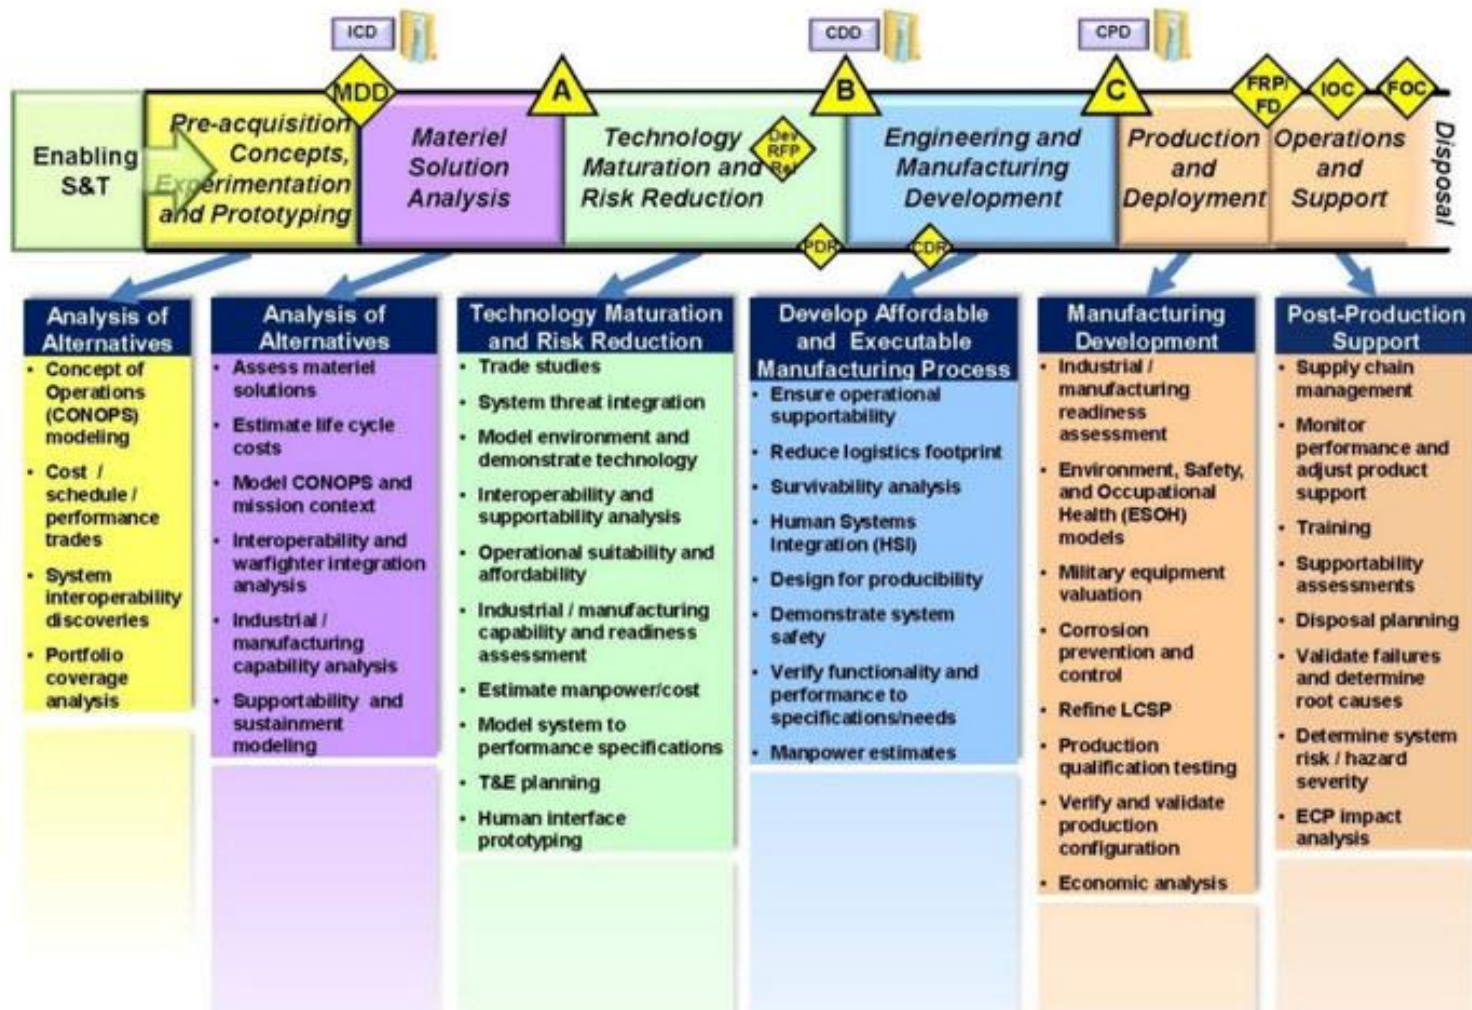 ICD
CDD
CPD
MDD
A
B
C
FRP/
FD
IOC
FOC
Enabling
S&T
Pre-acquisition
Concepts,
Experimentation
and Prototyping
Materiel
Solution
Analysis
Technology
Maturation and
Risk Reduction
Dev
RFP
Rel
Engineering and
Manufacturing
Development
Production
and
Deployment
Operations
and
Support
Disposal
PDR
CDR
Analysis of
Alternatives
• Concept of
Operations
(CONOPS)
modeling
• Cost /
schedule /
performance
trades
• System
interoperability
discoveries
• Portfolio
coverage
analysis
Analysis of
Alternatives
• Assess materiel
solutions
• Estimate life cycle
costs
• Model CONOPS and
mission context
• Interoperability and
warfighter integration
analysis
• Industrial /
manufacturing
capability analysis
• Supportability and
sustainment
modeling
Technology Maturation
and Risk Reduction
• Trade studies
• System threat integration
• Model environment and
demonstrate technology
• Interoperability and
supportability analysis
• Operational suitability and
affordability
• Industrial / manufacturing
capability and readiness
assessment
• Estimate manpower/cost
• Model system to
performance specifications
• T&E planning
• Human interface
prototyping
Develop Affordable
and Executable
Manufacturing Process
• Ensure operational
supportability
• Reduce logistics footprint
• Survivability analysis
• Human Systems
Integration (HSI)
• Design for producibility
• Demonstrate system
safety
• Verify functionality and
performance to
specifications/needs
• Manpower estimates
Manufacturing
Development
• Industrial /
manufacturing
readiness
assessment
• Environment, Safety,
and Occupational
Health (ESOH)
models
• Military equipment
valuation
• Corrosion
prevention and
control
• Refine LCSP
• Production
qualification testing
• Verify and validate
production
configuration
• Economic analysis
Post-Production
Support
• Supply chain
management
• Monitor
performance and
adjust product
support
• Training
• Supportability
assessments
• Disposal planning
• Validate failures
and determine
root causes
• Determine system
risk / hazard
severity
• ECP impact
analysis